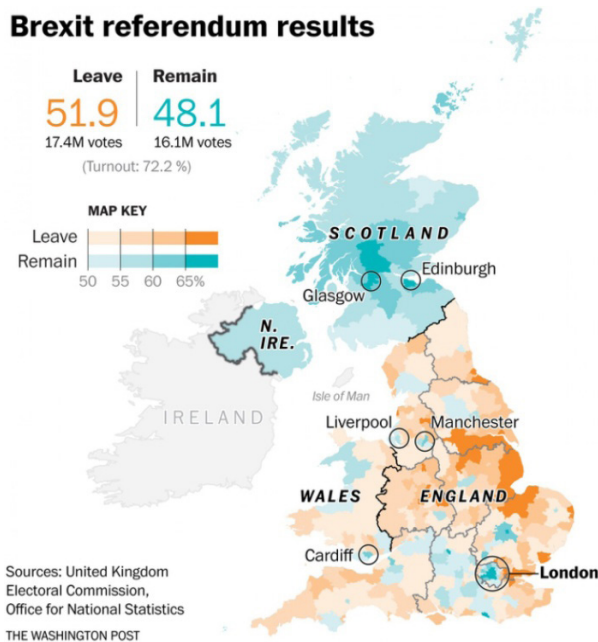 Brexit referendum results
Leave Remain
51.9 48.1
17.4M votes 16.1M votes
(Turnout: 72.2 %)
MAP KEY
Leave
Remain
50 55 60 65%
SCOTLAND
Edinburgh
Glasgow
N.
IRE.
Isle of Man
IRELAND
Liverpool Manchester
WALES ENGLAND
Cardiff
London
Sources: United Kingdom
Electoral Commission,
Office for National Statistics
THE WASHINGTON POST